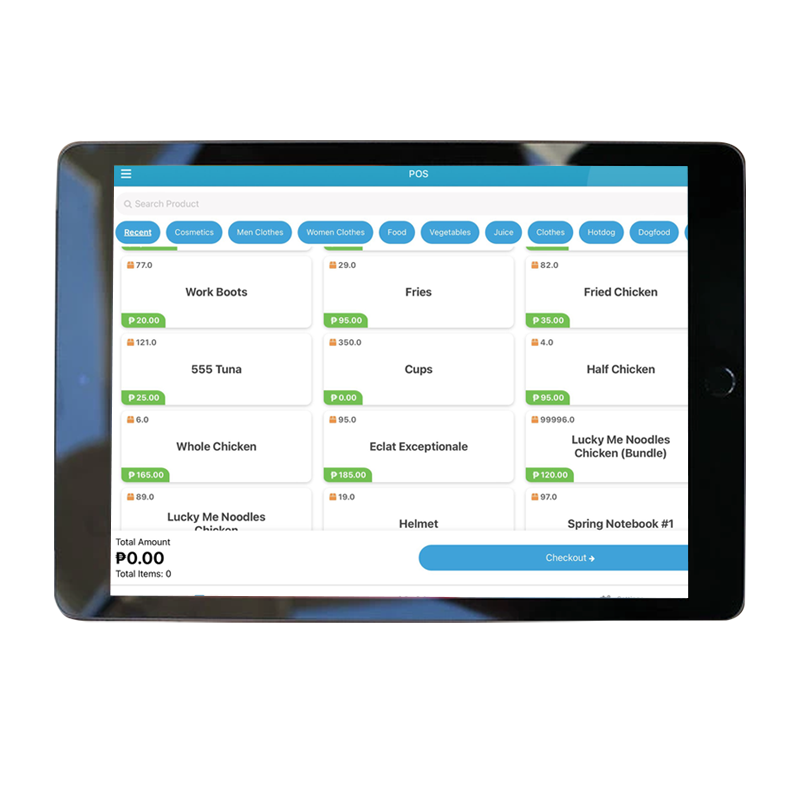 POS
Search Product
Recent Cosmetics Men Clothes Women Clothes Food Vegetables Juice Clothes Hotdog Dogfood
77.0 29.0 82.0
Work Boots Fries Fried Chicken
₱20.00 ₱95.00 ₱35.00
121.0 350.0 4.0
555 Tuna Cups Half Chicken
₱25.00 ₱0.00 ₱95.00
6.0 95.0 99996.0
Whole Chicken Eclat Exceptionale Lucky Me Noodles
Chicken (Bundle)
₱165.00 ₱185.00 ₱120.00
89.0 19.0 97.0
Lucky Me Noodles Helmet Spring Notebook #1
Chicken
Total Amount
₱0.00
Total Items: 0
Checkout